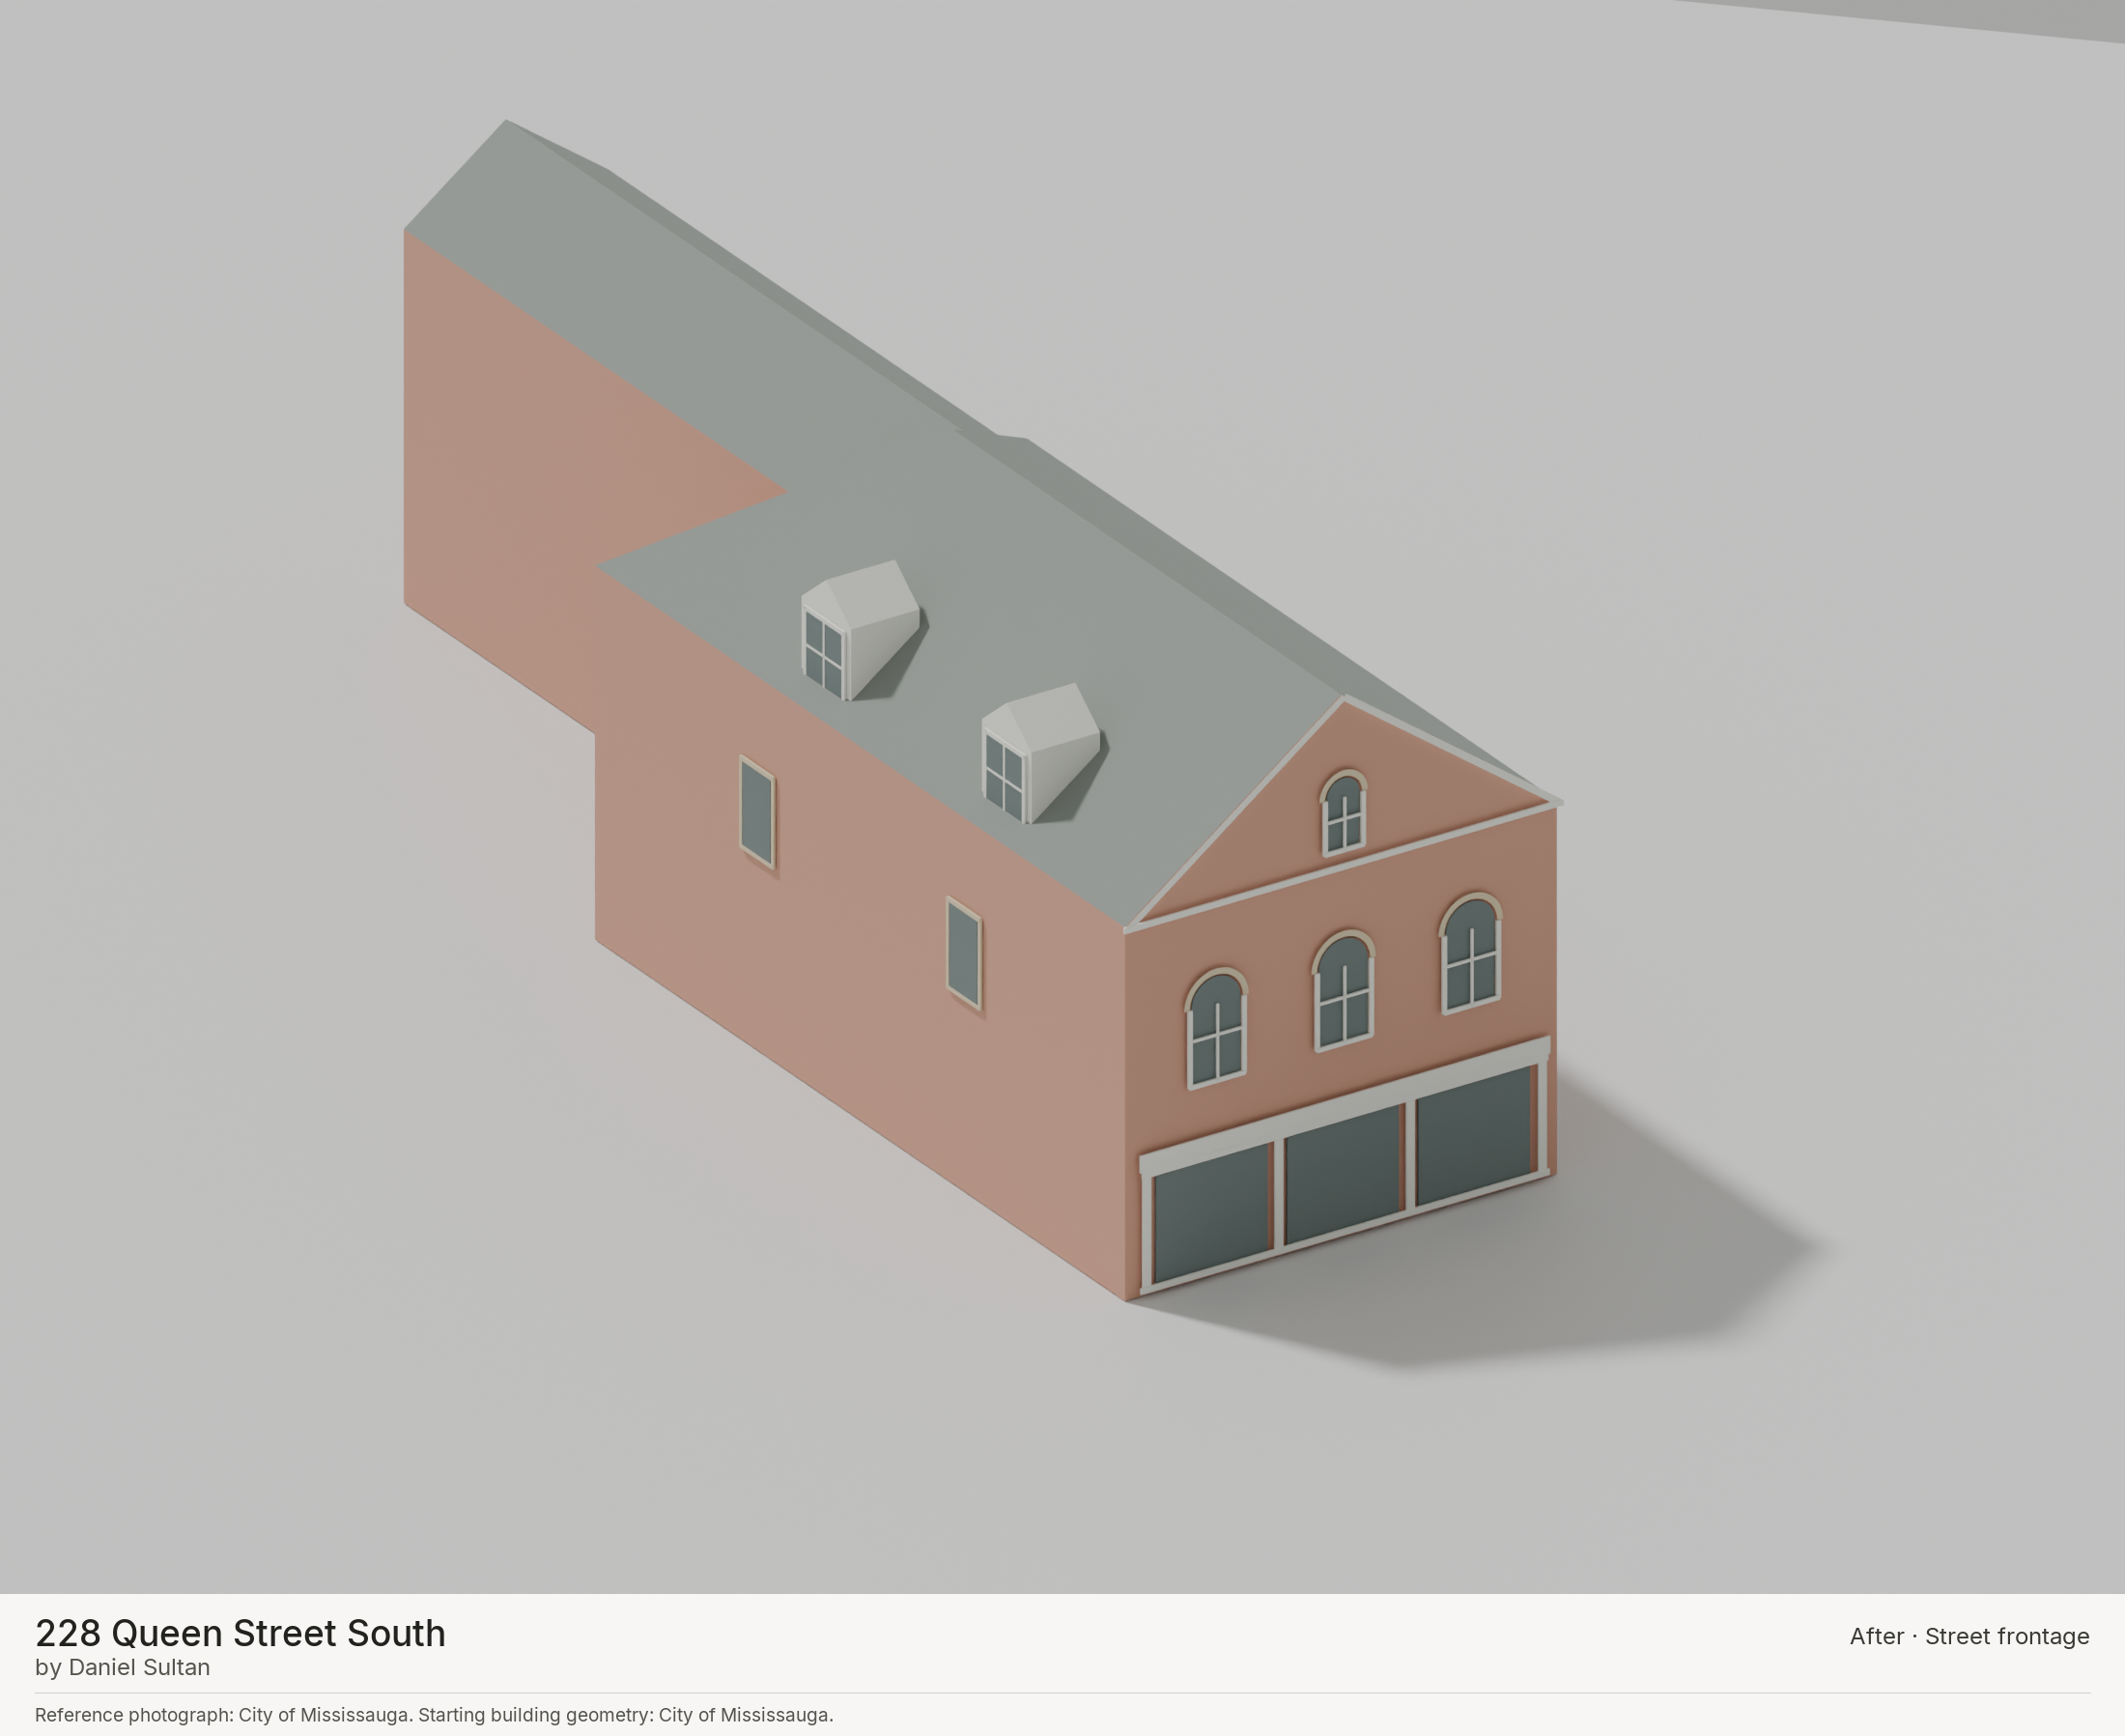 228 Queen Street South
After · Street frontage
by Daniel Sultan
Reference photograph: City of Mississauga. Starting building geometry: City of Mississauga.